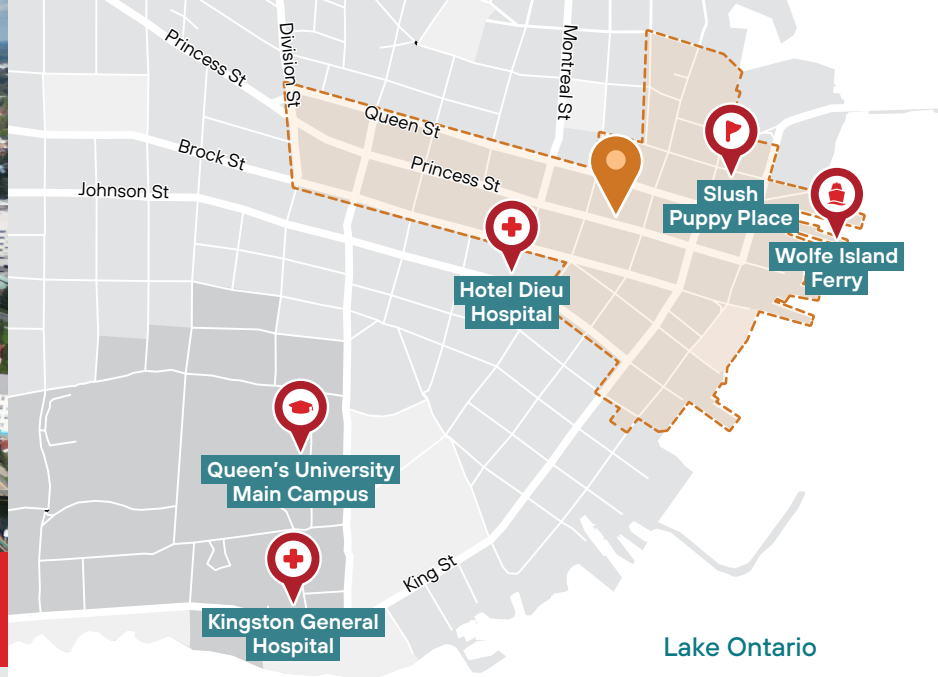 Princess St
Division St
Montreal St
Queen St
Brock St
Princess St
Johnson St
Slush
Puppy Place
Wolfe Island
Ferry
Hotel Dieu
Hospital
Queen's University
Main Campus
King St
Kingston General
Hospital
Lake Ontario